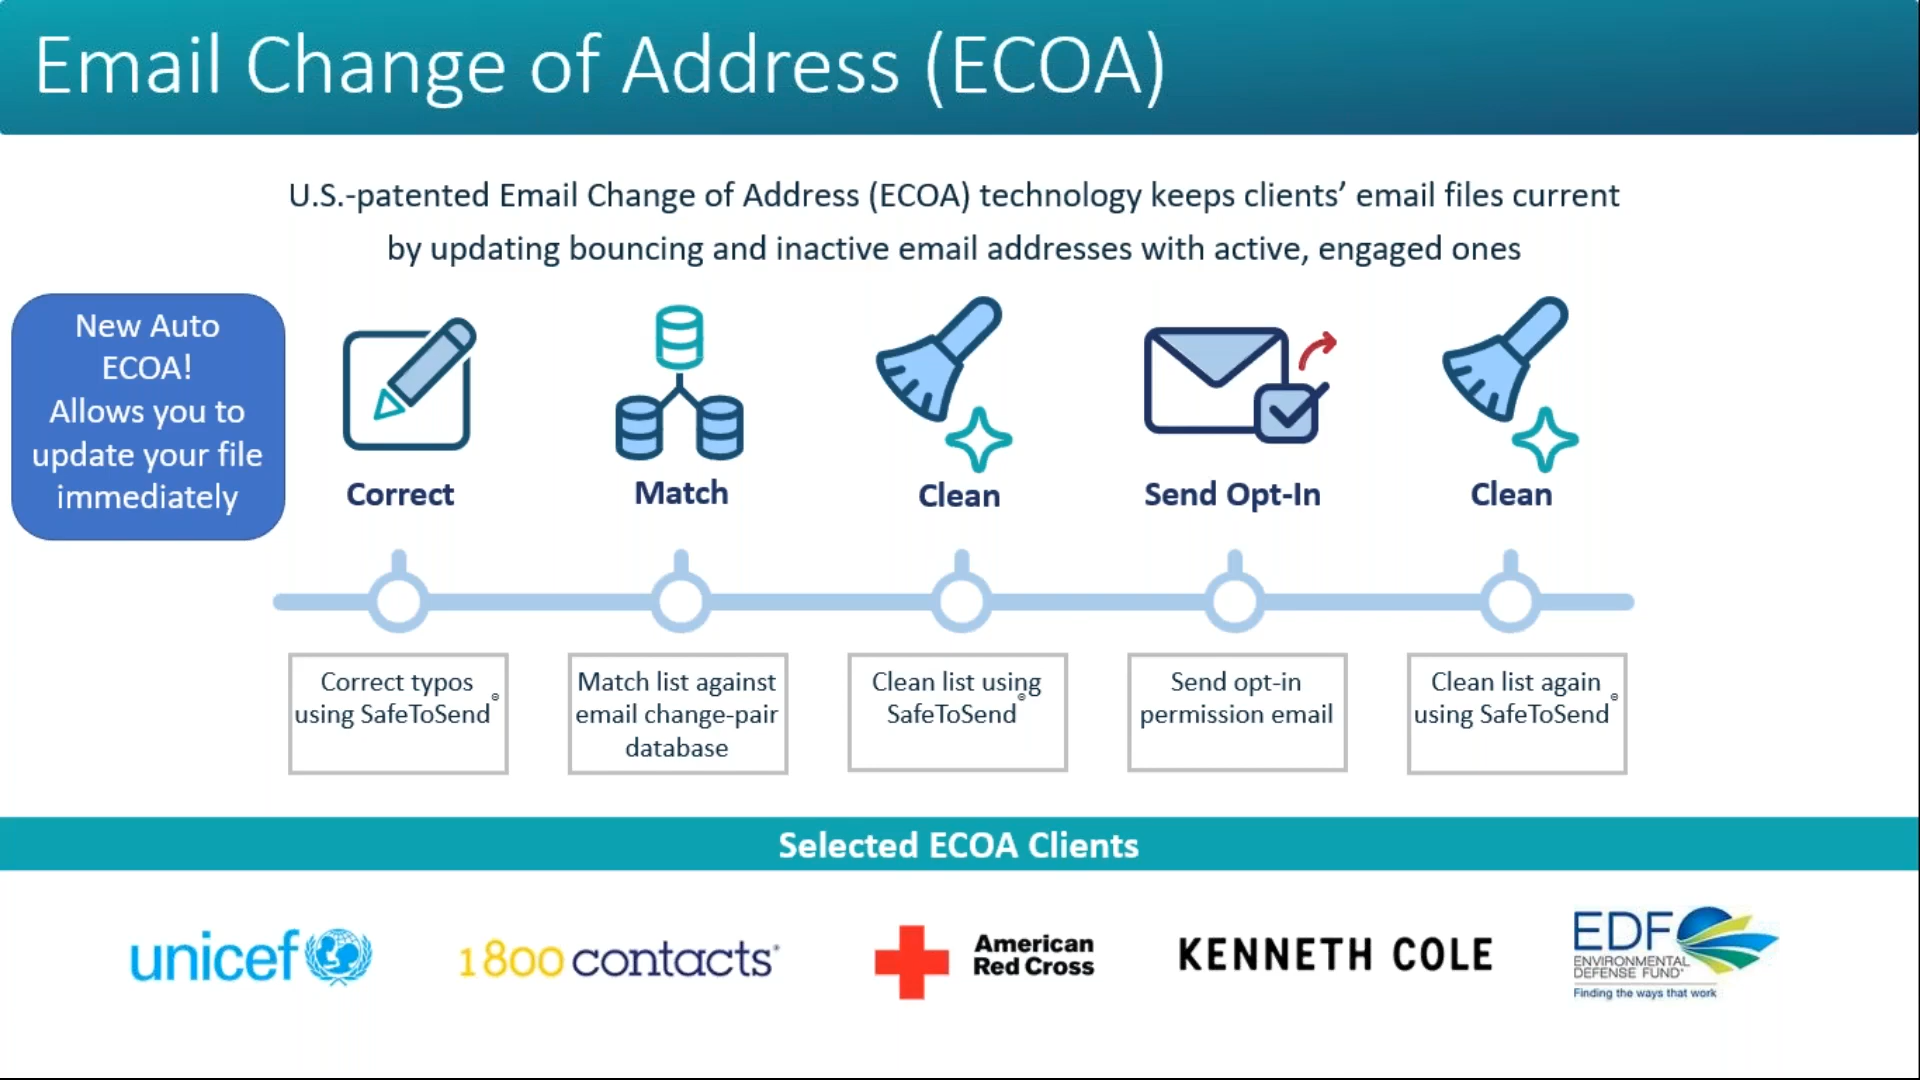 Email Change of Address (ECOA)
U.S.-patented Email Change of Address (ECOA) technology keeps clients’ email files current
by updating bouncing and inactive email addresses with active, engaged ones
New Auto
ECOA!
Allows you to
update your file
immediately
Correct
Match
Clean
Send Opt-In
Clean
Correct typos
using SafeToSend®
Match list against
email change-pair
database
Clean list using
SafeToSend®
Send opt-in
permission email
Clean list again
using SafeToSend®
Selected ECOA Clients
unicef
1800contacts®
American
Red Cross
KENNETH COLE
EDF
ENVIRONMENTAL
DEFENSE FUND®
Finding the ways that work